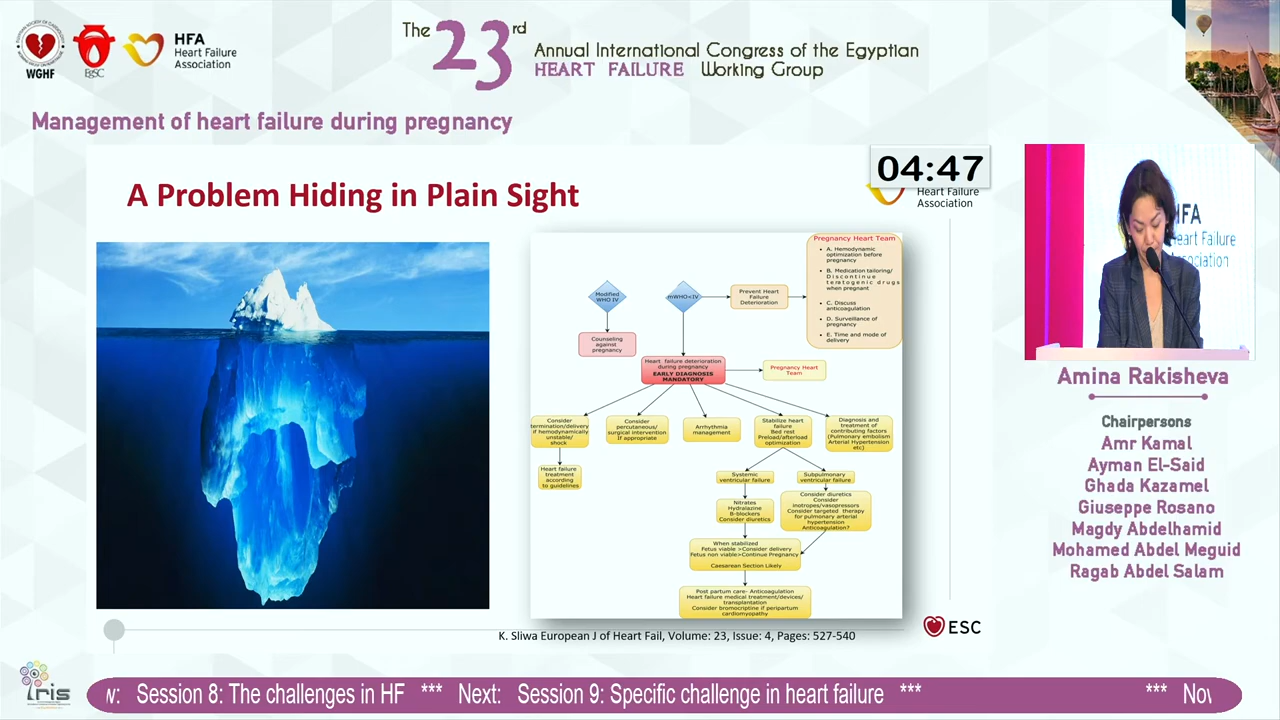 WGHF
EgSC
HFA
Heart Failure
Association
The 23rd
Annual International Congress of the Egyptian
HEART FAILURE Working Group
Management of heart failure during pregnancy
A Problem Hiding in Plain Sight
04:47
Heart Failure
Association
Pregnancy Heart Team
• A. Hemodynamic
optimization before
pregnancy
• B. Medication tailoring/
Discontinue
teretogenic drugs
when pregnant
• C. Discuss
anticoagulation
• D. Surveillance of
pregnancy
• E. Time and mode of
delivery
Modified
WHO IV
mWHO<IV
Prevent Heart
Failure
Deterioration
Counseling
against
pregnancy
Heart failure deterioration
during pregnancy
EARLY DIAGNOSIS
MANDATORY
Pregnancy Heart
Team
Consider
termination/delivery
if hemodynamically
unstable/
shock
Consider
percutaneous/
surgical intervention
If appropriate
Arrhythmia
management
Stabilize heart
failure
Bed rest
Preload/afterload
optimization
Diagnosis and
treatment of
contributing factors
(Pulmonary embolism
Arterial Hypertension
etc)
Heart failure
treatment
according
to guidelines
Systemic
ventricular failure
Subpulmonary
ventricular failure
Nitrates
Hydralazine
B-blockers
Consider diuretics
Consider diuretics
Consider
inotropes/vasopressors
Consider targeted therapy
for pulmonary arterial
hypertension
Anticoagulation?
When stabilized
Fetus viable >Consider delivery
Fetus non viable>Continue Pregnancy
Caesarean Section Likely
Post partum care- Anticoagulation
Heart failure medical treatment/devices/
transplantation
Consider bromocriptine if peripartum
cardiomyopathy
K. Sliwa European J of Heart Fail, Volume: 23, Issue: 4, Pages: 527-540
ESC
HFA
Heart Failure
Association
Amina Rakisheva
Chairpersons
Amr Kamal
Ayman El-Said
Ghada Kazamel
Giuseppe Rosano
Magdy Abdelhamid
Mohamed Abdel Meguid
Ragab Abdel Salam
iris
w: Session 8: The challenges in HF *** Next: Session 9: Specific challenge in heart failure *** *** Nov